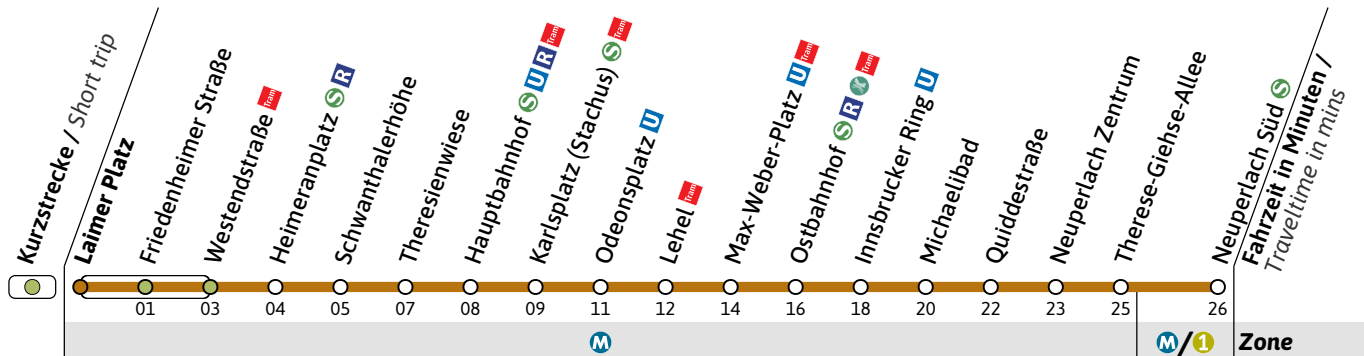 Kurzstrecke / Short trip
Laimer Platz
Friedenheimer Straße
Westendstraße Tram
Heimeranplatz S R
Schwanthalerhöhe
Theresienwiese
Hauptbahnhof S U R Tram
Karlsplatz (Stachus) S Tram
Odeonsplatz U
Lehel Tram
Max-Weber-Platz U Tram
Ostbahnhof S R X Tram
Innsbrucker Ring U
Michaelibad
Quiddestraße
Neuperlach Zentrum
Therese-Giehse-Allee
Neuperlach Süd S
Fahrzeit in Minuten /
Traveltime in mins
01 03 04 05 07 08 09 11 12 14 16 18 20 22 23 25 26
M M/1 Zone